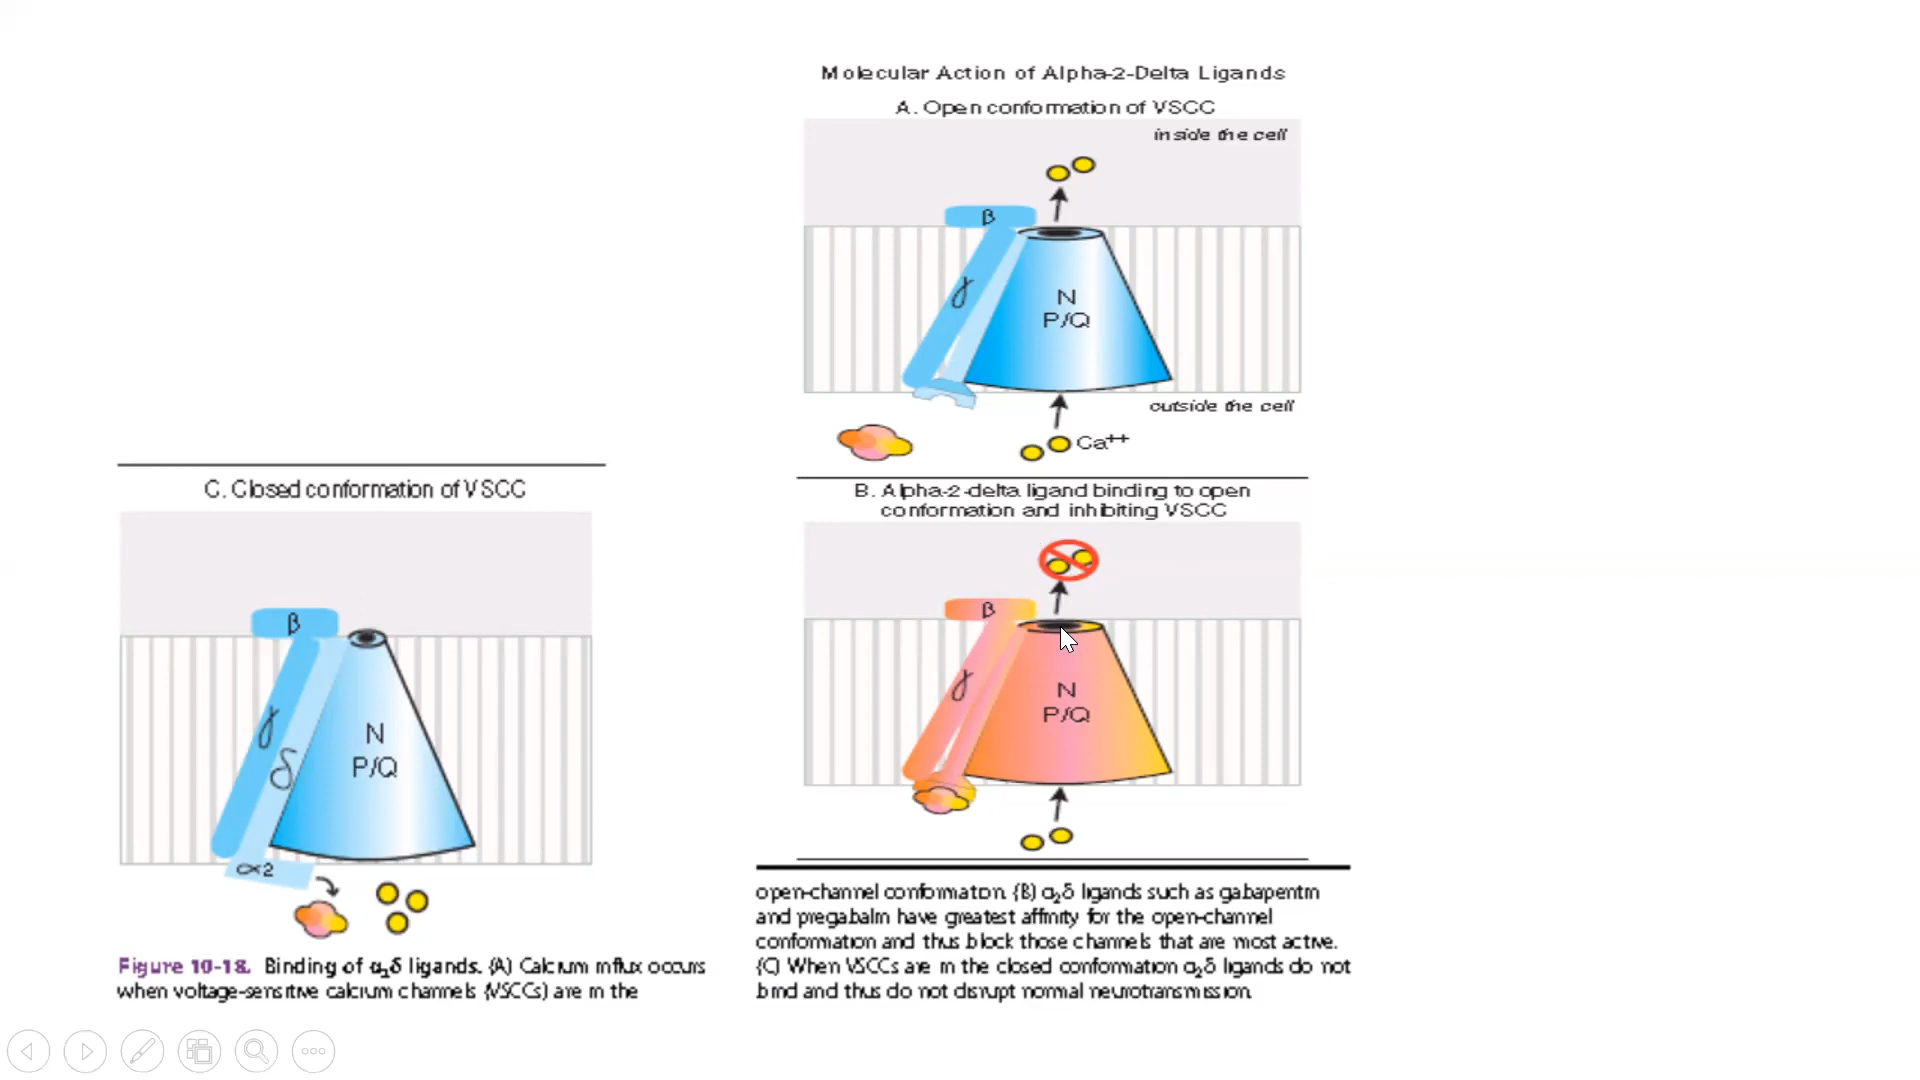 Molecular Action of Alpha-2-Delta Ligands
A. Open conformation of VSCC
inside the cell
β
γ
N
P/Q
outside the cell
Ca++
B. Alpha-2-delta ligand binding to open
conformation and inhibiting VSCC
β
γ
N
P/Q
C. Closed conformation of VSCC
β
γ
δ
N
P/Q
α2
Figure 10-18. Binding of α2δ ligands. (A) Calcium influx occurs
when voltage-sensitive calcium channels (VSCCs) are in the
open-channel conformation. (B) α2δ ligands such as gabapentin
and pregabalin have greatest affinity for the open-channel
conformation and thus block those channels that are most active.
(C) When VSCCs are in the closed conformation α2δ ligands do not
bind and thus do not disrupt normal neurotransmission.